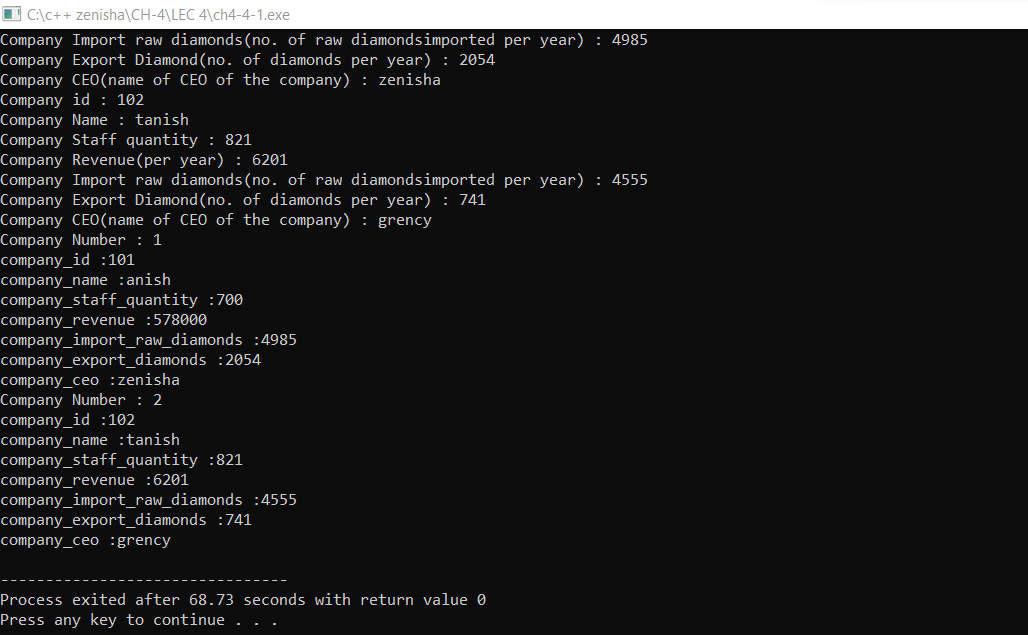 C:\c++ zenisha\CH-4\LEC 4\ch4-4-1.exe
Company Import raw diamonds(no. of raw diamondsimported per year) : 4985
Company Export Diamond(no. of diamonds per year) : 2054
Company CEO(name of CEO of the company) : zenisha
Company id : 102
Company Name : tanish
Company Staff quantity : 821
Company Revenue(per year) : 6201
Company Import raw diamonds(no. of raw diamondsimported per year) : 4555
Company Export Diamond(no. of diamonds per year) : 741
Company CEO(name of CEO of the company) : grency
Company Number : 1
company_id :101
company_name :anish
company_staff_quantity :700
company_revenue :578000
company_import_raw_diamonds :4985
company_export_diamonds :2054
company_ceo :zenisha
Company Number : 2
company_id :102
company_name :tanish
company_staff_quantity :821
company_revenue :6201
company_import_raw_diamonds :4555
company_export_diamonds :741
company_ceo :grency
--------------------------------
Process exited after 68.73 seconds with return value 0
Press any key to continue . . .